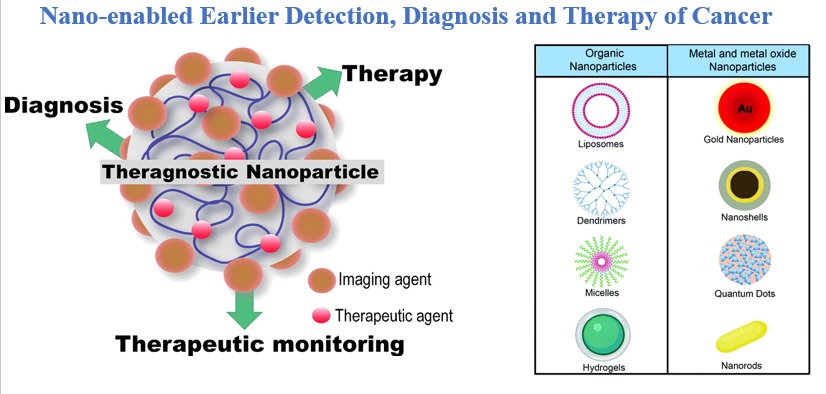 Nano-enabled Earlier Detection, Diagnosis and Therapy of Cancer
Therapy
Diagnosis
Theragnostic Nanoparticle
Imaging agent
Therapeutic agent
Therapeutic monitoring
Organic
Nanoparticles
Metal and metal oxide
Nanoparticles
Liposomes
Au
Gold Nanoparticles
Dendrimers
Nanoshells
Micelles
Quantum Dots
Hydrogels
Nanorods